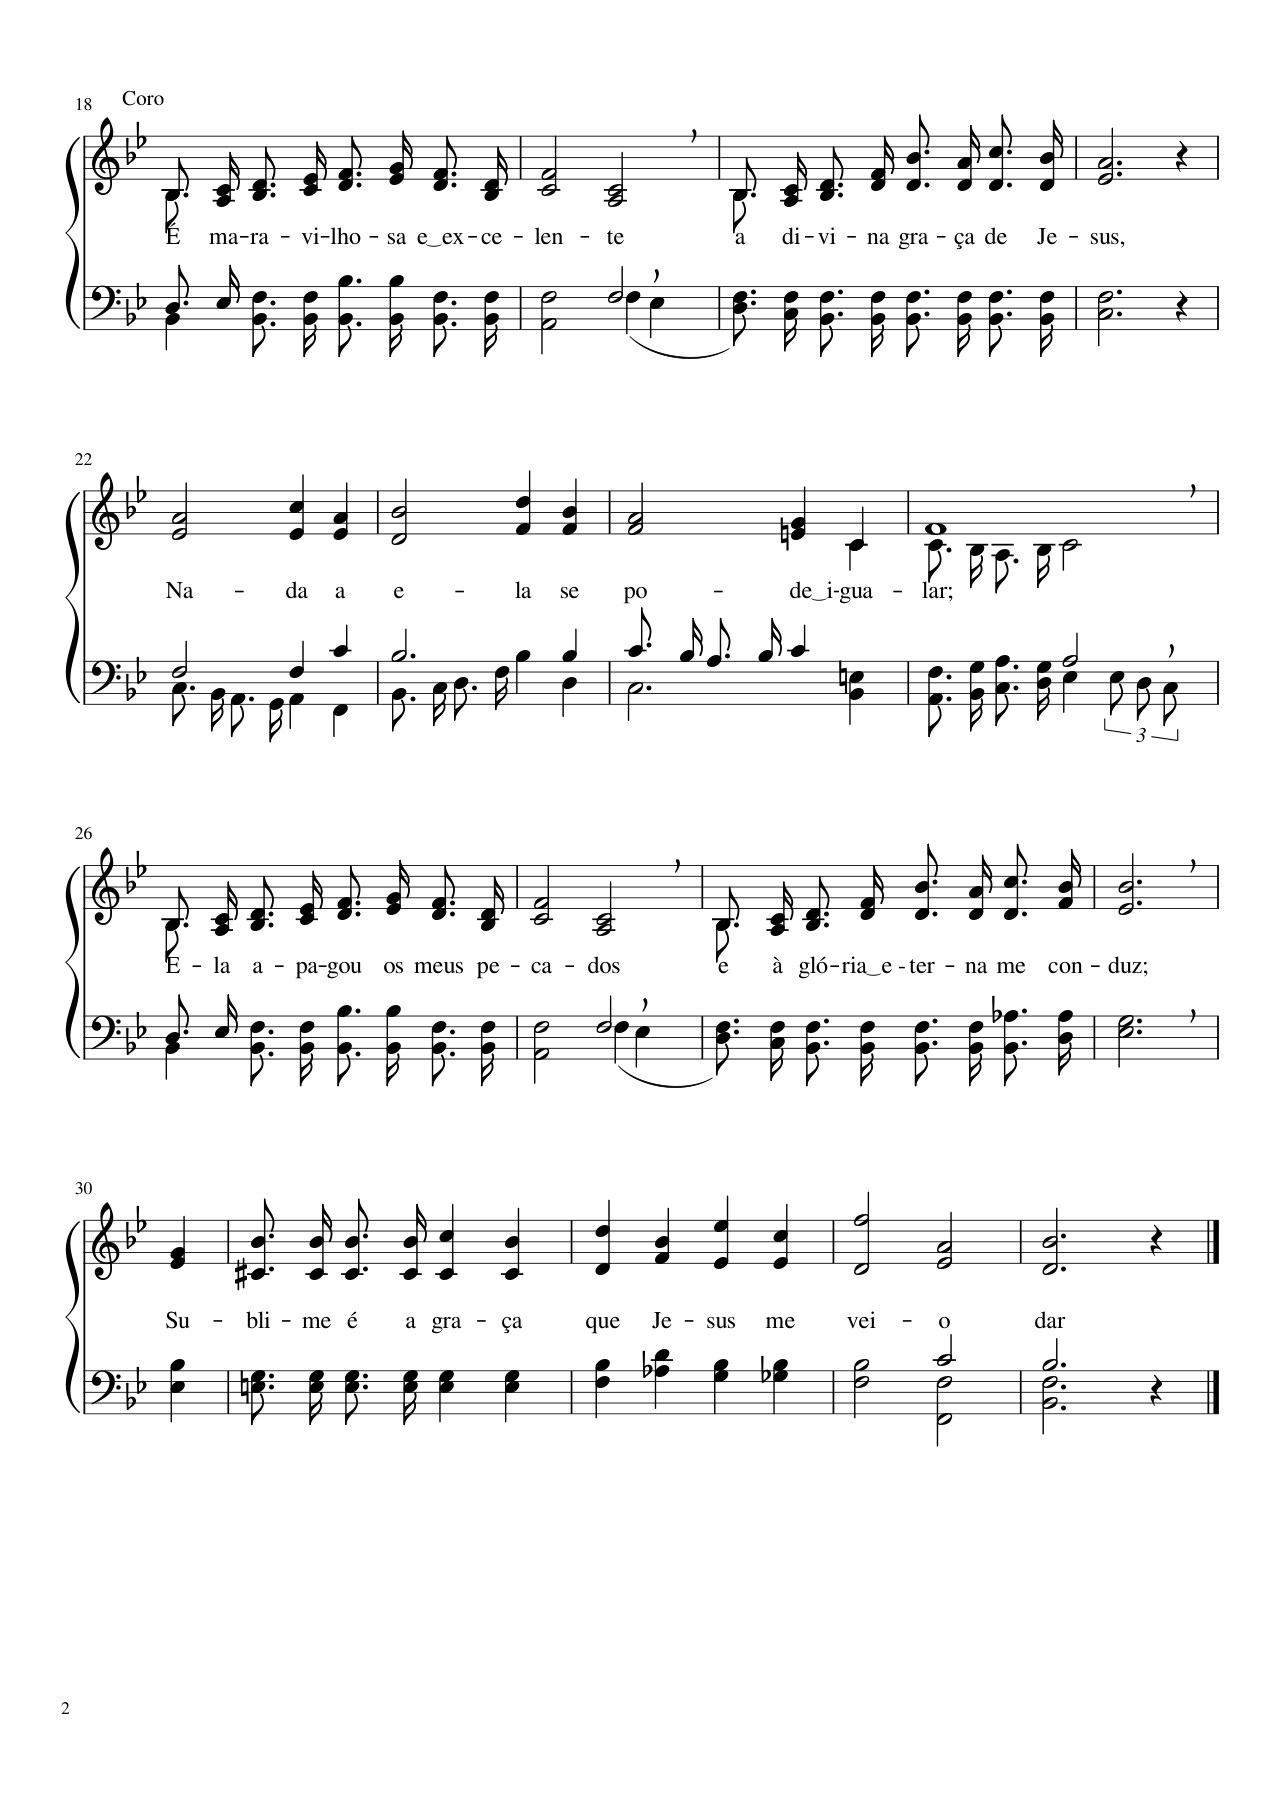 Coro
18
É ma-ra-vi-lho-sa e‿ex-ce-len-te a di-vi-na gra-ça de Je-sus,
22
Na-da a e-la se po-de‿i-gua-lar;
3
26
E-la a-pa-gou os meus pe-ca-dos e à gló-ria‿e-ter-na me con-duz;
30
Su-bli-me é a gra-ça que Je-sus me vei-o dar
2